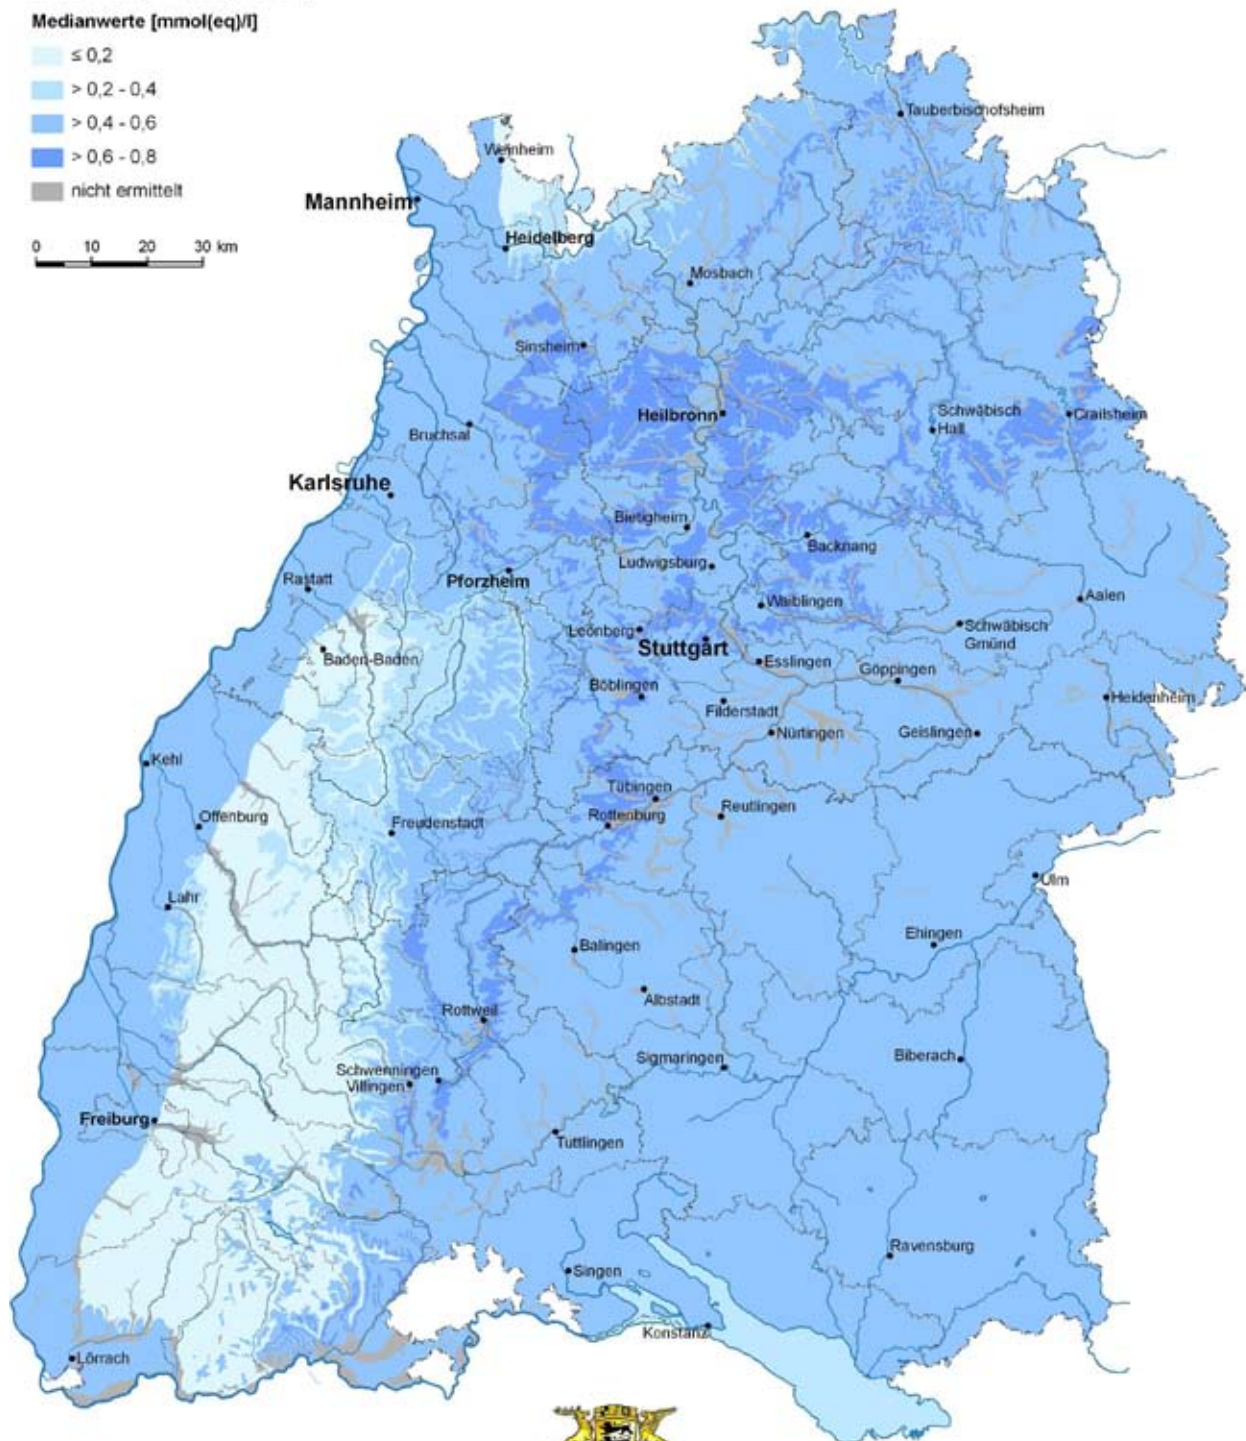 Medianwerte [mmol(eq)/l]
≤ 0,2
> 0,2 - 0,4
> 0,4 - 0,6
> 0,6 - 0,8
nicht ermittelt
0 10 20 30 km
Tauberbischofsheim
Weinheim
Mannheim
Heidelberg
Mosbach
Sinsheim
Heilbronn
Schwäbisch
Hall
Crailsheim
Bruchsal
Karlsruhe
Bietigheim
Backnang
Ludwigsburg
Pforzheim
Rastatt
Waiblingen
Aalen
Leonberg
Schwäbisch
Gmünd
Stuttgart
Baden-Baden
Esslingen
Göppingen
Böblingen
Filderstadt
Heidenheim
Nürtingen
Geislingen
Kehl
Tübingen
Reutlingen
Offenburg
Freudenstadt
Rottenburg
Ulm
Lahr
Ehingen
Balingen
Albstadt
Rottweil
Sigmaringen
Biberach
Schwenningen
Villingen
Freiburg
Tuttlingen
Ravensburg
Singen
Konstanz
Lörrach